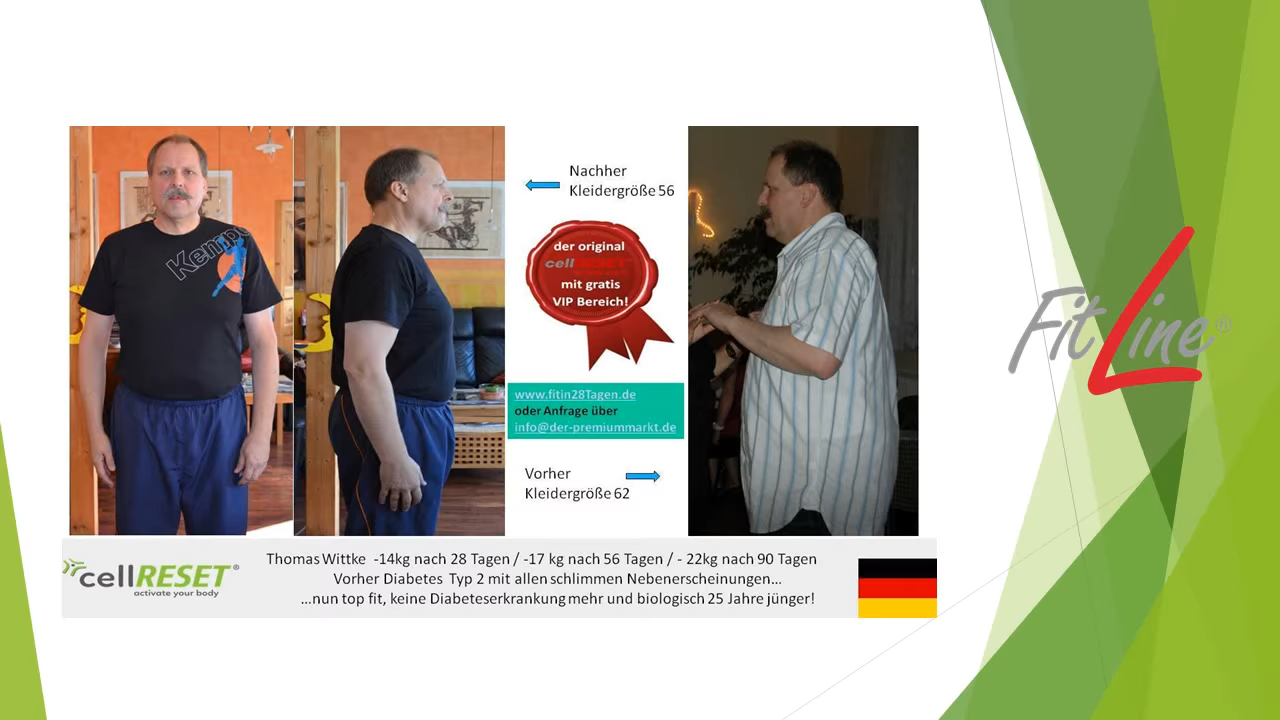 Kempo
Nachher
Kleidergröße 56
der original
cellRESET
mit gratis
VIP Bereich!
www.fitin28Tagen.de
oder Anfrage über
info@der-premiummarkt.de
Vorher
Kleidergröße 62
FitLine®
cellRESET®
activate your body
Thomas Wittke -14kg nach 28 Tagen / -17 kg nach 56 Tagen / - 22kg nach 90 Tagen
Vorher Diabetes Typ 2 mit allen schlimmen Nebenerscheinungen...
...nun top fit, keine Diabeteserkrankung mehr und biologisch 25 Jahre jünger!